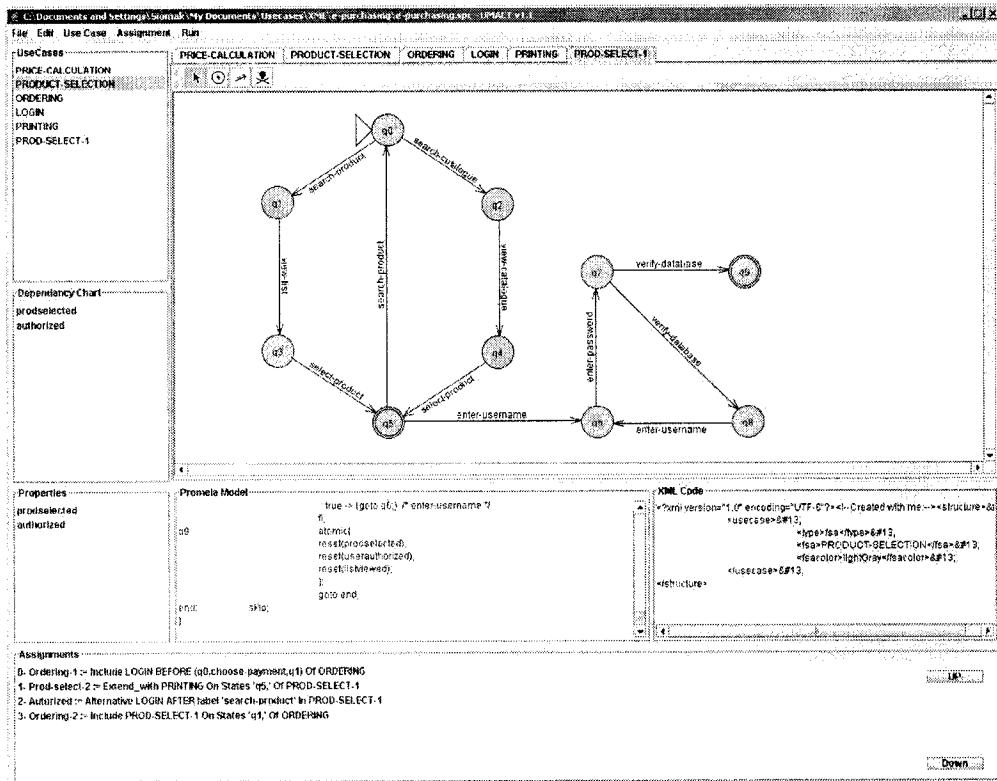 C:\Documents and Settings\Siamak\My Documents\Usecases\XML\e-purchasing\e-purchasing.spc - UMALT v1.1
File Edit Use Case Assignment Run
UseCases
PRICE-CALCULATION
PRODUCT-SELECTION
ORDERING
LOGIN
PRINTING
PROD-SELECT-1
PRICE-CALCULATION PRODUCT-SELECTION ORDERING LOGIN PRINTING PROD-SELECT-1
q0
search-product
search-catalogue
q1
q2
view-list
search-product
view-catalogue
q3
q4
select-product
select-product
q5
enter-username
q6
enter-password
q7
verify-database
q9
verify-database
q8
enter-username
Dependancy Chart
prodselected
authorized
Properties
prodselected
authorized
Promela Model
true -> {goto q6;} /* enter-username */
fi;
q9
atomic{
reset(prodselected);
reset(userauthorized);
reset(listviewed);
};
goto end;
end: skip;
}
XML Code
<?xml version="1.0" encoding="UTF-8"?><!--Created with me--><structure>&
<usecase>&#13;
<type>fsa</type>&#13;
<fsa>PRODUCT-SELECTION</fsa>&#13;
<fsacolor>lightGray</fsacolor>&#13;
</usecase>&#13;
</structure>
Assignments
0- Ordering-1 :- Include LOGIN BEFORE (q0,choose-payment,q1) Of ORDERING
1- Prod-select-2 :- Extend_with PRINTING On States 'q5,' Of PROD-SELECT-1
2- Autorized :- Alternative LOGIN AFTER label 'search-product' In PROD-SELECT-1
3- Ordering-2 :- Include PROD-SELECT-1 On States 'q1,' Of ORDERING
UP
Down